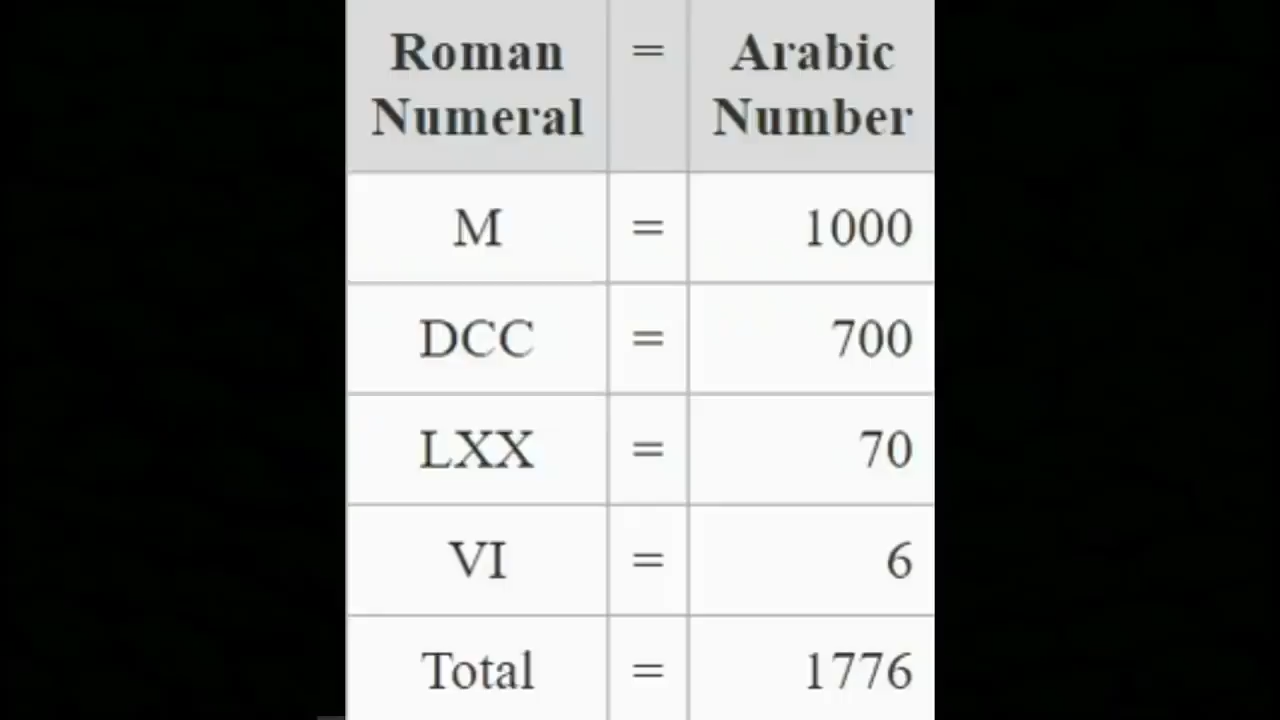 Roman Numeral = Arabic Number
M = 1000
DCC = 700
LXX = 70
VI = 6
Total = 1776